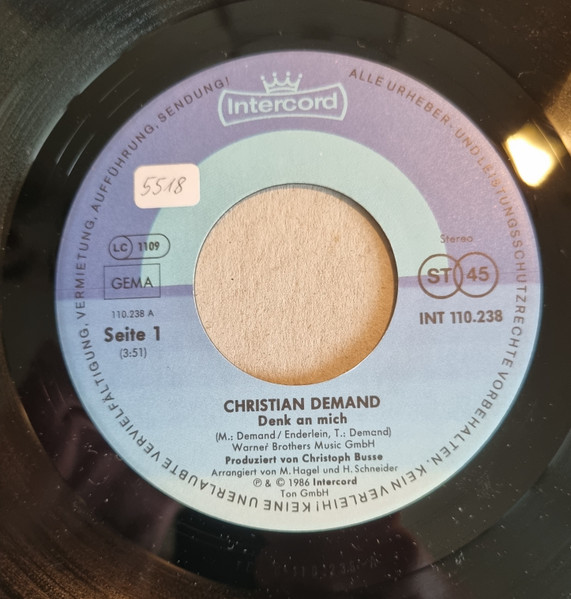 Intercord
ALLE URHEBER- UND LEISTUNGSSCHUTZRECHTE VORBEHALTEN. KEIN VERLEIH! KEINE UNERLAUBTE VERVIELFÄLTIGUNG, VERMIETUNG, AUFFÜHRUNG, SENDUNG!
5518
LC 1109
GEMA
110.238 A
Seite 1
(3:51)
Stereo
ST 45
INT 110.238
CHRISTIAN DEMAND
Denk an mich
(M.: Demand / Enderlein, T.: Demand)
Warner Brothers Music GmbH
Produziert von Christoph Busse
Arrangiert von M. Hagel und H. Schneider
℗ & © 1986 Intercord
Ton GmbH